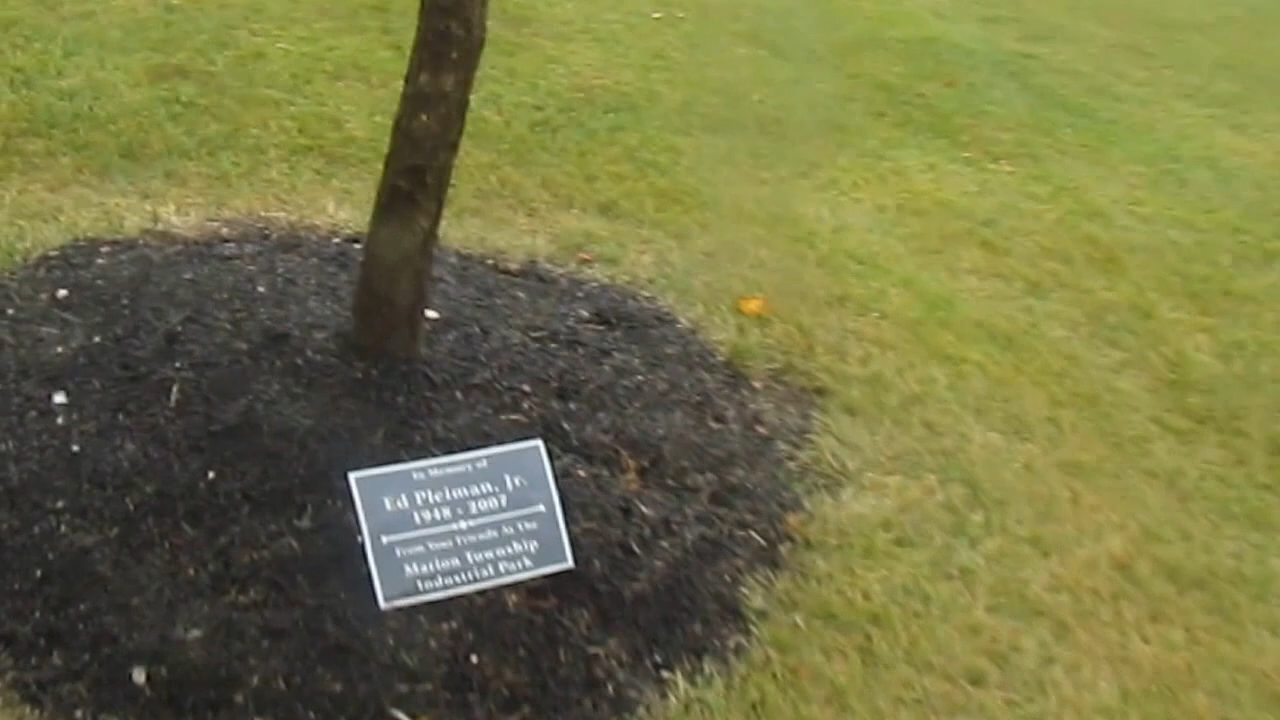 In Memory of
Ed Pleiman, Jr.
1948 - 2007
From Your Friends At The
Marion Township
Industrial Park